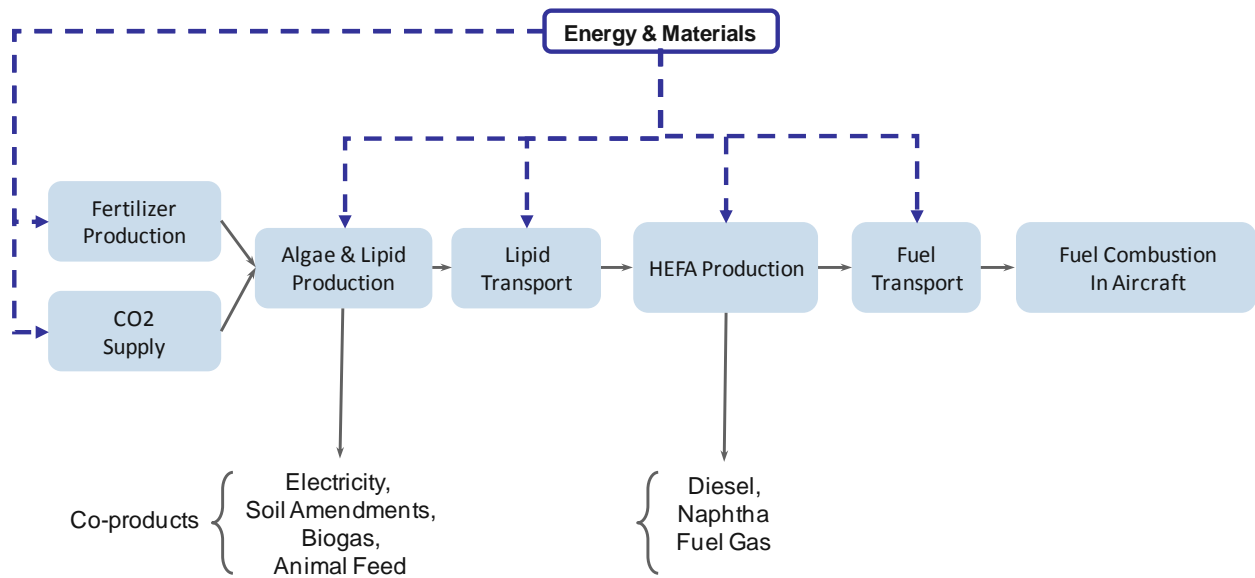 Energy & Materials
Fertilizer
Production
CO2
Supply
Algae & Lipid
Production
Lipid
Transport
HEFA Production
Fuel
Transport
Fuel Combustion
In Aircraft
Co-products
Electricity,
Soil Amendments,
Biogas,
Animal Feed
Diesel,
Naphtha
Fuel Gas